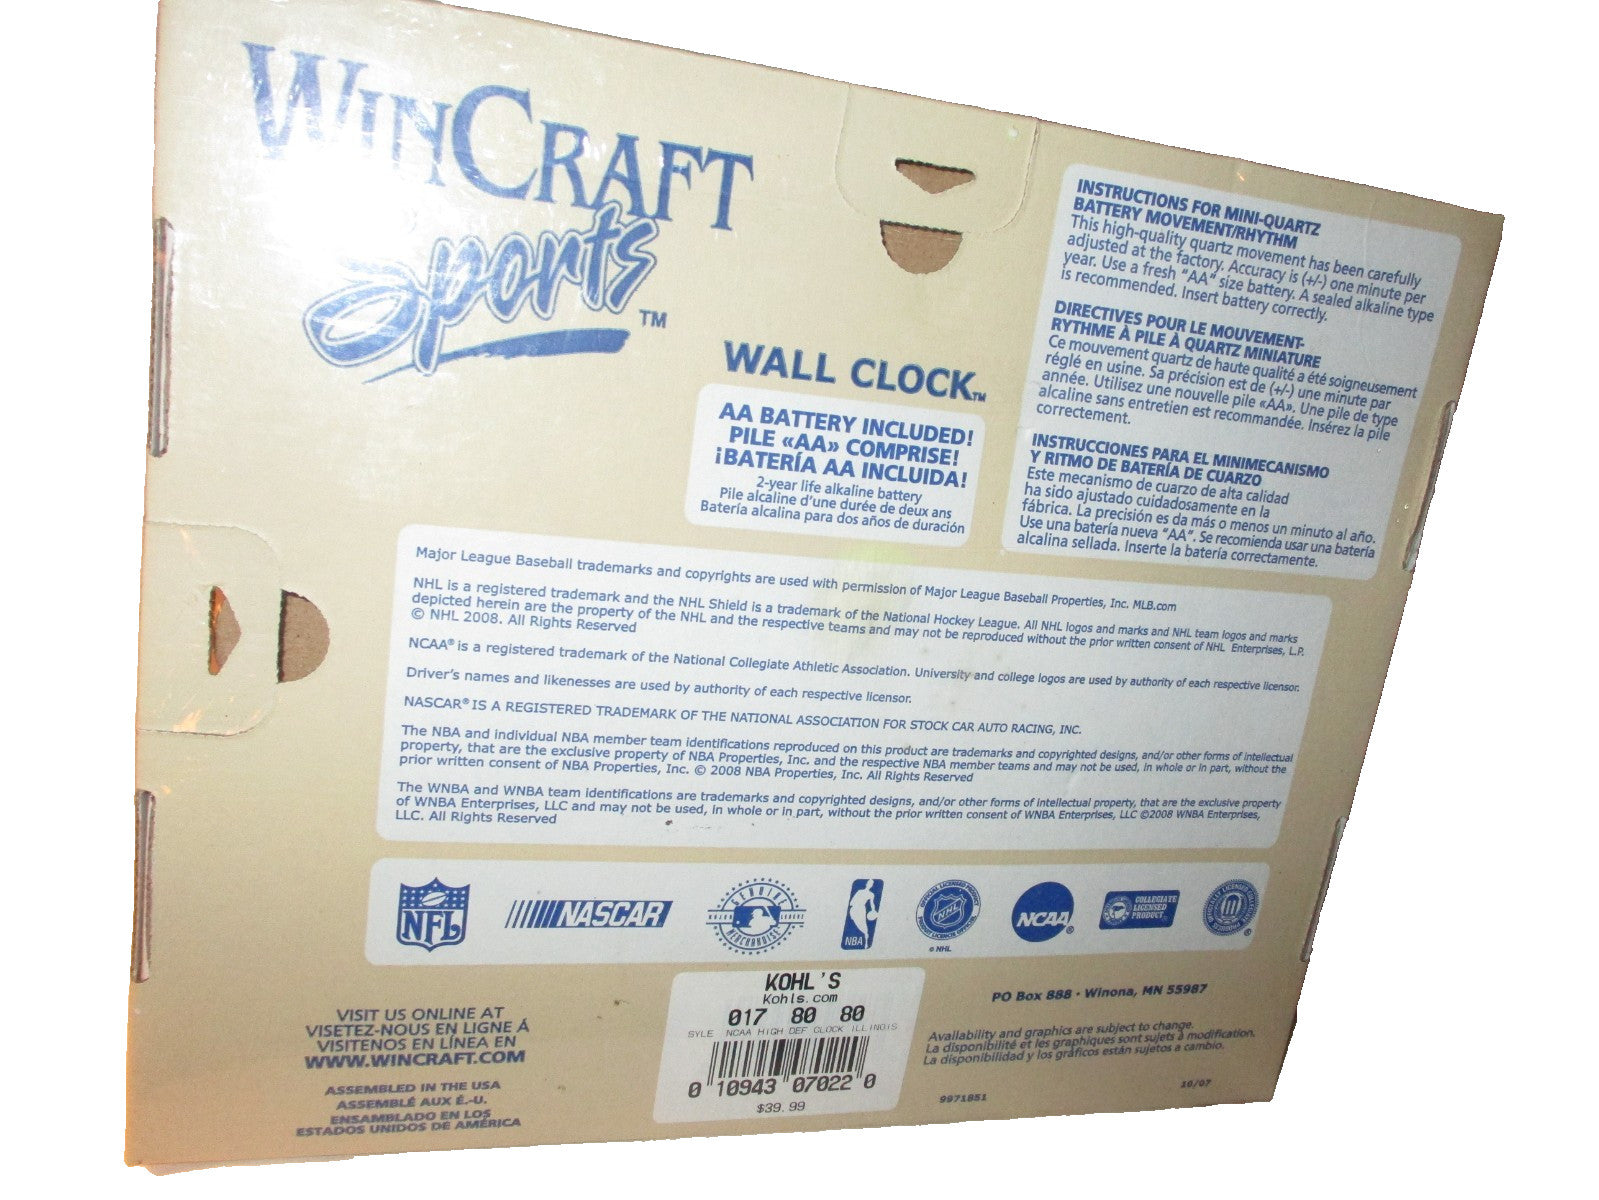 WINCRAFT
Sports™
WALL CLOCK™
AA BATTERY INCLUDED!
PILE «AA» COMPRISE!
¡BATERÍA AA INCLUIDA!
2-year life alkaline battery
Pile alcaline d'une durée de deux ans
Batería alcalina para dos años de duración
INSTRUCTIONS FOR MINI-QUARTZ
BATTERY MOVEMENT/RHYTHM
This high-quality quartz movement has been carefully
adjusted at the factory. Accuracy is (+/-) one minute per
year. Use a fresh "AA" size battery. A sealed alkaline type
is recommended. Insert battery correctly.
DIRECTIVES POUR LE MOUVEMENT-
RYTHME À PILE À QUARTZ MINIATURE
Ce mouvement quartz de haute qualité a été soigneusement
réglé en usine. Sa précision est de (+/-) une minute par
année. Utilisez une nouvelle pile «AA». Une pile de type
alcaline sans entretien est recommandée. Insérez la pile
correctement.
INSTRUCCIONES PARA EL MINIMECANISMO
Y RITMO DE BATERÍA DE CUARZO
Este mecanismo de cuarzo de alta calidad
ha sido ajustado cuidadosamente en la
fábrica. La precisión es da más o menos un minuto al año.
Use una batería nueva "AA". Se recomienda usar una batería
alcalina sellada. Inserte la batería correctamente.
Major League Baseball trademarks and copyrights are used with permission of Major League Baseball Properties, Inc. MLB.com
NHL is a registered trademark and the NHL Shield is a trademark of the National Hockey League. All NHL logos and marks and NHL team logos and marks
depicted herein are the property of the NHL and the respective teams and may not be reproduced without the prior written consent of NHL Enterprises, L.P.
© NHL 2008. All Rights Reserved
NCAA® is a registered trademark of the National Collegiate Athletic Association. University and college logos are used by authority of each respective licensor.
Driver's names and likenesses are used by authority of each respective licensor.
NASCAR® IS A REGISTERED TRADEMARK OF THE NATIONAL ASSOCIATION FOR STOCK CAR AUTO RACING, INC.
The NBA and individual NBA member team identifications reproduced on this product are trademarks and copyrighted designs, and/or other forms of intellectual
property, that are the exclusive property of NBA Properties, Inc. and the respective NBA member teams and may not be used, in whole or in part, without the
prior written consent of NBA Properties, Inc. © 2008 NBA Properties, Inc. All Rights Reserved
The WNBA and WNBA team identifications are trademarks and copyrighted designs, and/or other forms of intellectual property, that are the exclusive property
of WNBA Enterprises, LLC and may not be used, in whole or in part, without the prior written consent of WNBA Enterprises, LLC ©2008 WNBA Enterprises,
LLC. All Rights Reserved
NFL
NASCAR
GENUINE
MAJOR LEAGUE
MERCHANDISE
NBA
OFFICIAL LICENSED PRODUCT
NHL
© NHL
NCAA®
COLLEGIATE
LICENSED
PRODUCT
KOHL'S
Kohls.com
017 80 80
SYLE NCAA HIGH DEF CLOCK ILLINOIS
0 10943 07022 0
$39.99
VISIT US ONLINE AT
VISETEZ-NOUS EN LIGNE Á
VISITENOS EN LÍNEA EN
WWW.WINCRAFT.COM
ASSEMBLED IN THE USA
ASSEMBLÉ AUX É.-U.
ENSAMBLADO EN LOS
ESTADOS UNIDOS DE AMÉRICA
PO Box 888 • Winona, MN 55987
Availability and graphics are subject to change.
La disponibilité et les graphiques sont sujets à modification.
La disponibilidad y los gráficos están sujetos a cambio.
9971851
10/07